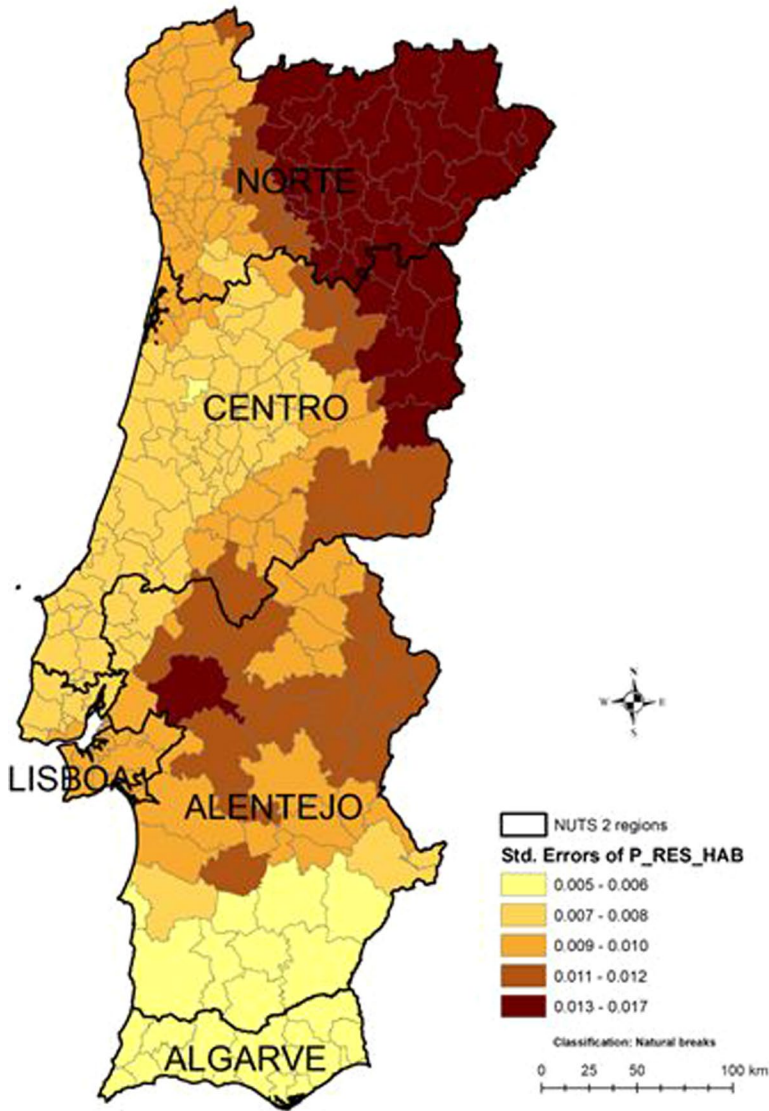 NORTE
CENTRO
LISBOA
ALENTEJO
ALGARVE
N
W E
S
NUTS 2 regions
Std. Errors of P_RES_HAB
0.005 - 0.006
0.007 - 0.008
0.009 - 0.010
0.011 - 0.012
0.013 - 0.017
Classification: Natural breaks
0 25 50 100 km